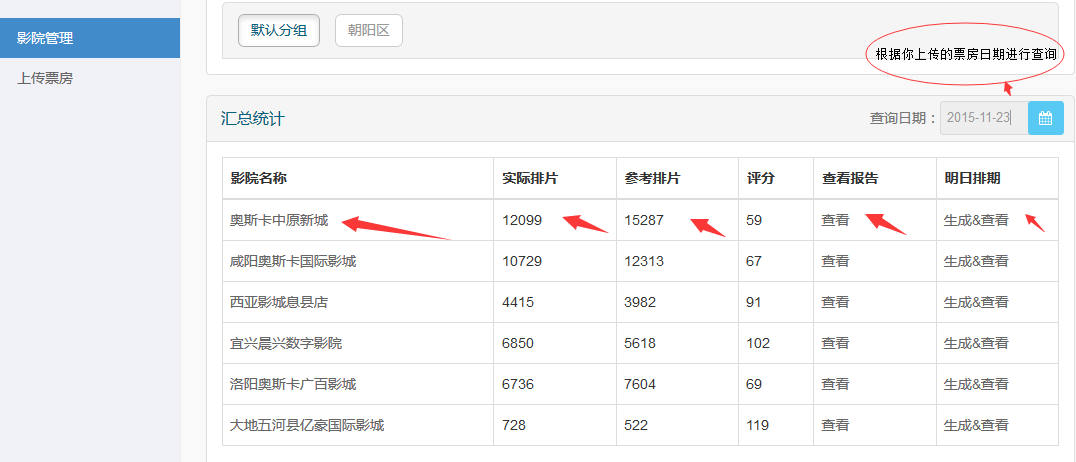 影院管理
上传票房
默认分组 朝阳区
根据你上传的票房日期进行查询
汇总统计 查询日期： 2015-11-23
影院名称 实际排片 参考排片 评分 查看报告 明日排期
奥斯卡中原新城 12099 15287 59 查看 生成&查看
咸阳奥斯卡国际影城 10729 12313 67 查看 生成&查看
西亚影城息县店 4415 3982 91 查看 生成&查看
宜兴晨兴数字影院 6850 5618 102 查看 生成&查看
洛阳奥斯卡广百影城 6736 7604 69 查看 生成&查看
大地五河县亿豪国际影城 728 522 119 查看 生成&查看